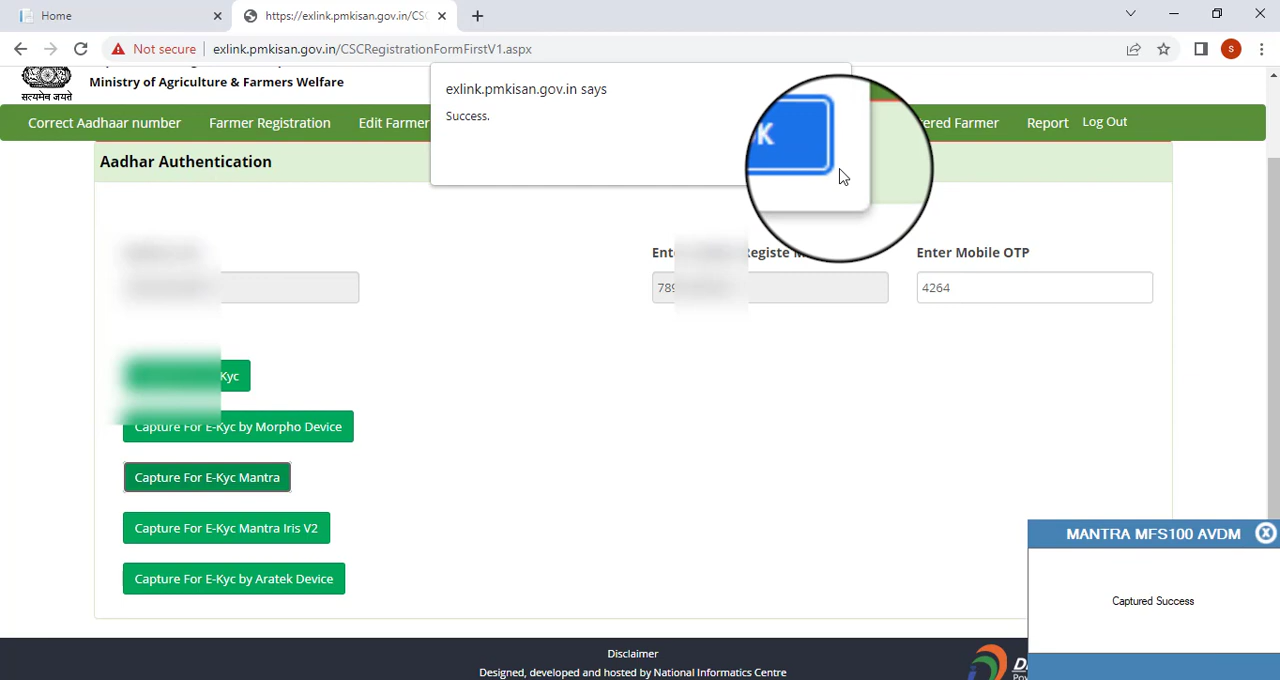 Home
https://exlink.pmkisan.gov.in/CSC
Not secure
exlink.pmkisan.gov.in/CSCRegistrationFormFirstV1.aspx
S
सत्यमेव जयते
Ministry of Agriculture & Farmers Welfare
exlink.pmkisan.gov.in says
Success.
K
Correct Aadhaar number
Farmer Registration
Edit Farmer
ered Farmer
Report
Log Out
Aadhar Authentication
Ente
Registe
Enter Mobile OTP
789
4264
Kyc
Capture For E-Kyc by Morpho Device
Capture For E-Kyc Mantra
Capture For E-Kyc Mantra Iris V2
Capture For E-Kyc by Aratek Device
MANTRA MFS100 AVDM
Captured Success
Disclaimer
Designed, developed and hosted by National Informatics Centre